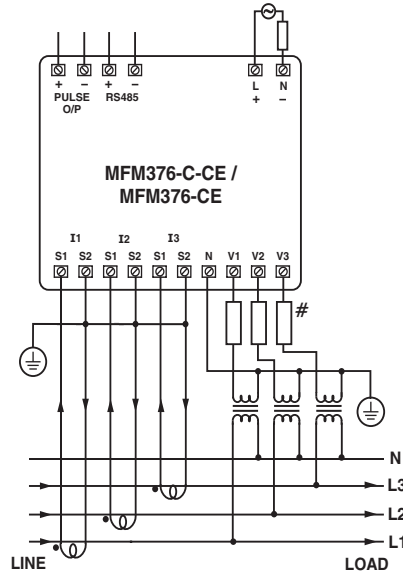 L N
+ − + − + −
PULSE RS485
O/P
MFM376-C-CE /
MFM376-CE
I1 I2 I3
S1 S2 S1 S2 S1 S2 N V1 V2 V3
#
N
L3
L2
L1
LINE LOAD